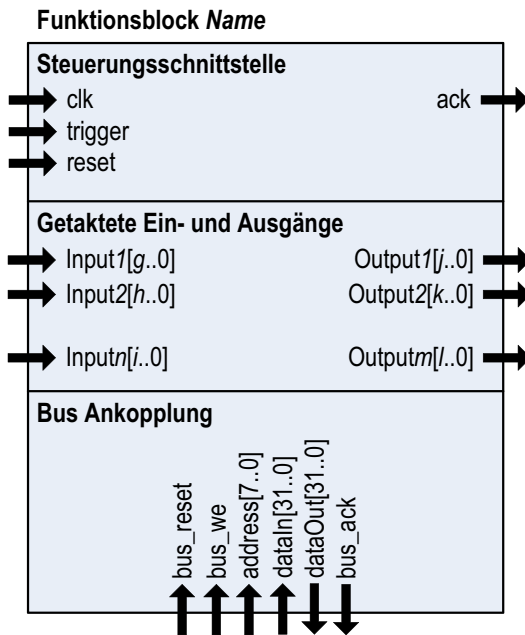 Funktionsblock Name
Steuerungsschnittstelle
clk
ack
trigger
reset
Getaktete Ein- und Ausgänge
Input1[g..0]
Output1[j..0]
Input2[h..0]
Output2[k..0]
Inputn[i..0]
Outputm[l..0]
Bus Ankopplung
bus_reset
bus_we
address[7..0]
dataIn[31..0]
dataOut[31..0]
bus_ack